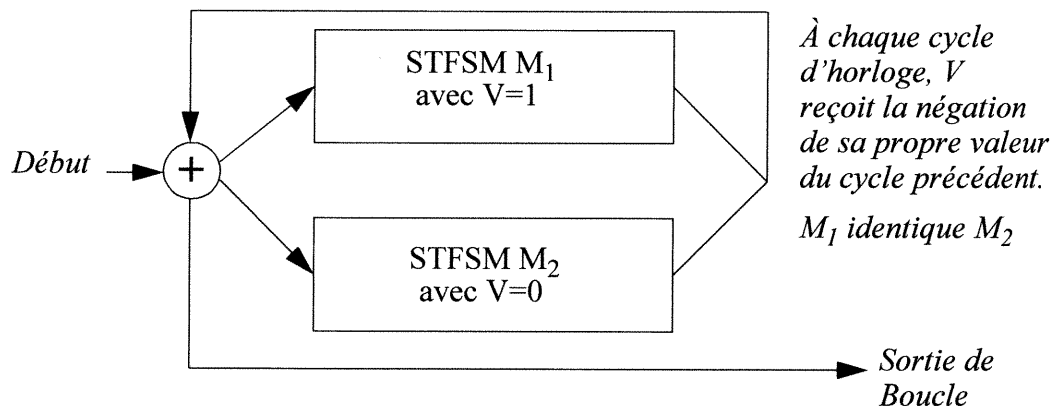 STFSM M1
avec V=1
Début
+
STFSM M2
avec V=0
À chaque cycle
d'horloge, V
reçoit la négation
de sa propre valeur
du cycle précédent.
M1 identique M2
Sortie de
Boucle